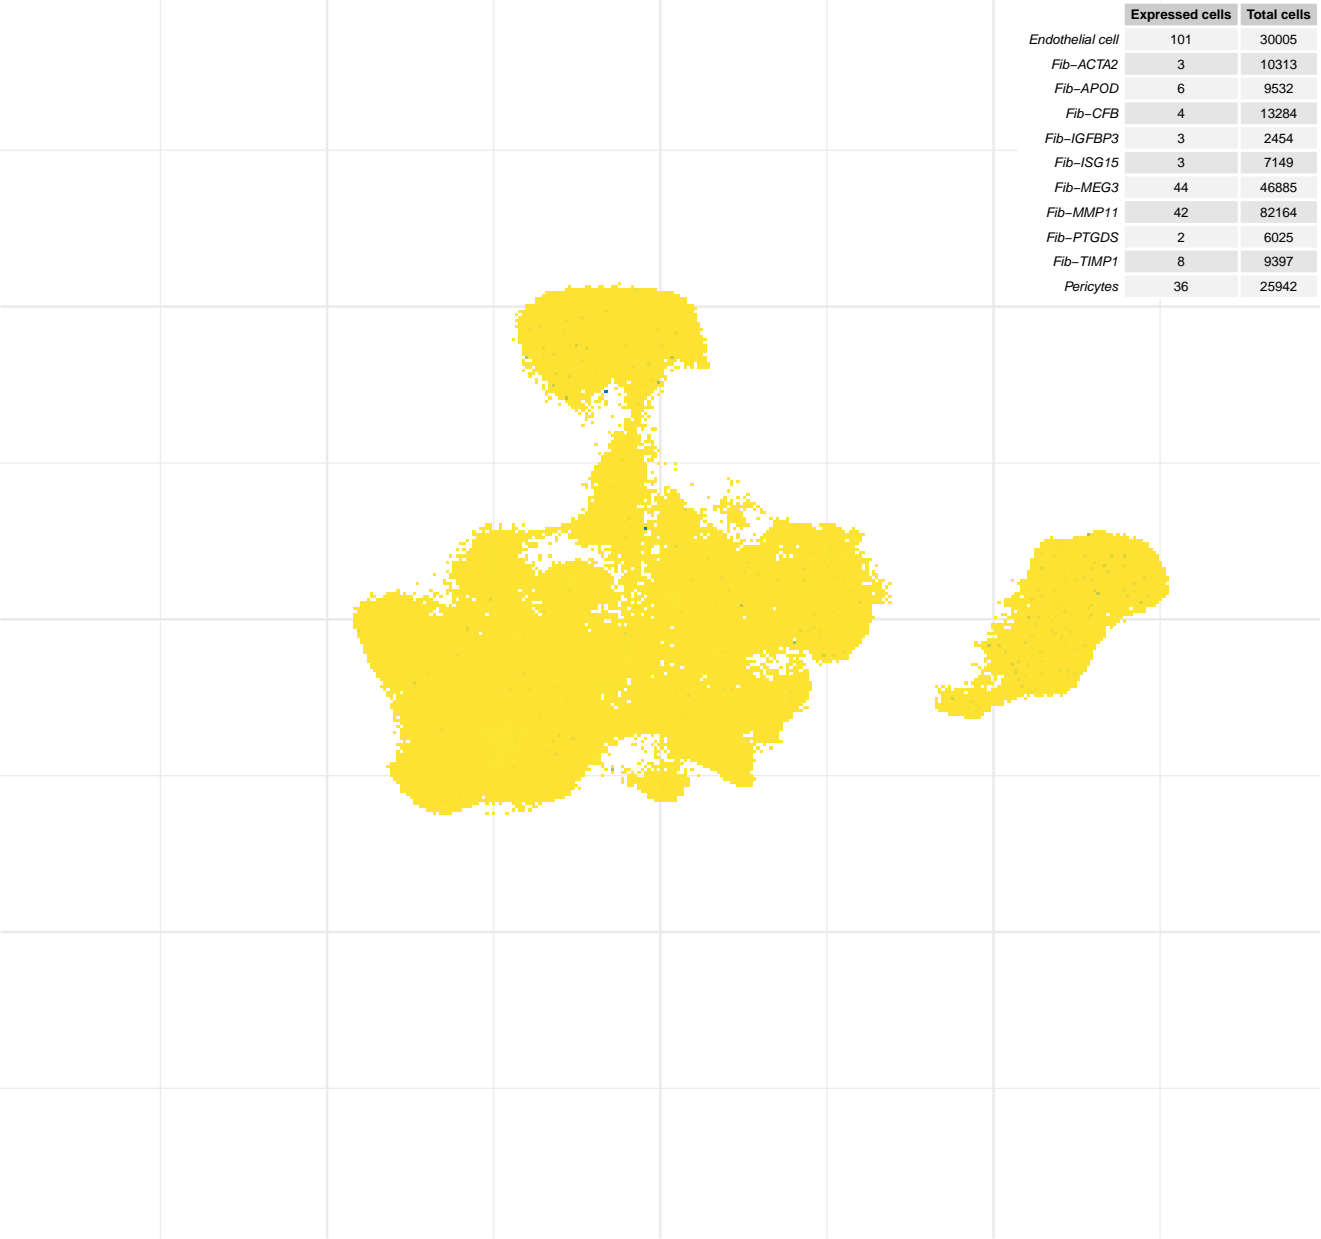 Expressed cells Total cells
Endothelial cell 101 30005
Fib−ACTA2 3 10313
Fib−APOD 6 9532
Fib−CFB 4 13284
Fib−IGFBP3 3 2454
Fib−ISG15 3 7149
Fib−MEG3 44 46885
Fib−MMP11 42 82164
Fib−PTGDS 2 6025
Fib−TIMP1 8 9397
Pericytes 36 25942